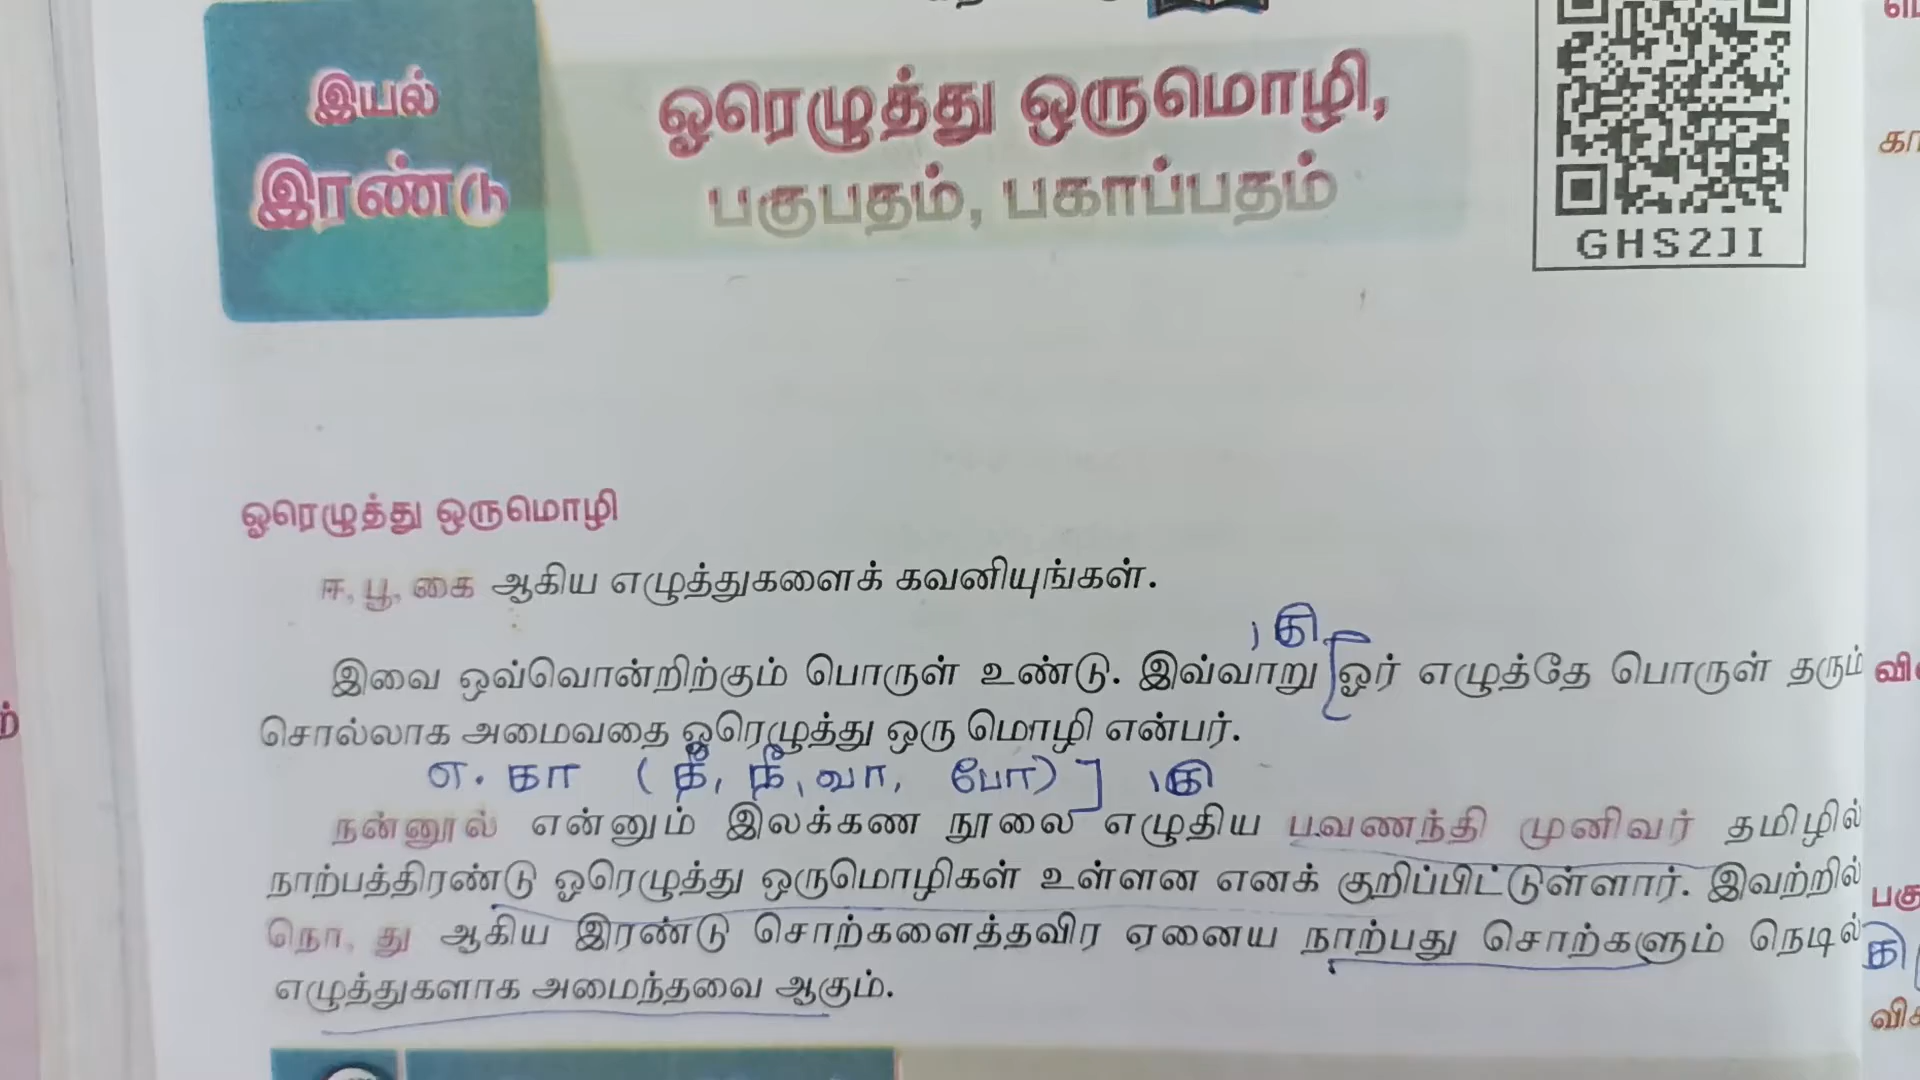 இயல்
இரண்டு
ஓரெழுத்து ஒருமொழி,
பகுபதம், பகாப்பதம்
GHS2JI
ஓரெழுத்து ஒருமொழி
ஈ, பூ, கை ஆகிய எழுத்துகளைக் கவனியுங்கள்.
இவை ஒவ்வொன்றிற்கும் பொருள் உண்டு. இவ்வாறு ஓர் எழுத்தே பொருள் தரும்
சொல்லாக அமைவதை ஓரெழுத்து ஒரு மொழி என்பர்.
எ. கா ( தீ, நீ, வா, போ)
நன்னூல் என்னும் இலக்கண நூலை எழுதிய பவணந்தி முனிவர் தமிழில்
நாற்பத்திரண்டு ஓரெழுத்து ஒருமொழிகள் உள்ளன எனக் குறிப்பிட்டுள்ளார். இவற்றில்
நொ, து ஆகிய இரண்டு சொற்களைத்தவிர ஏனைய நாற்பது சொற்களும் நெடில்
எழுத்துகளாக அமைந்தவை ஆகும்.